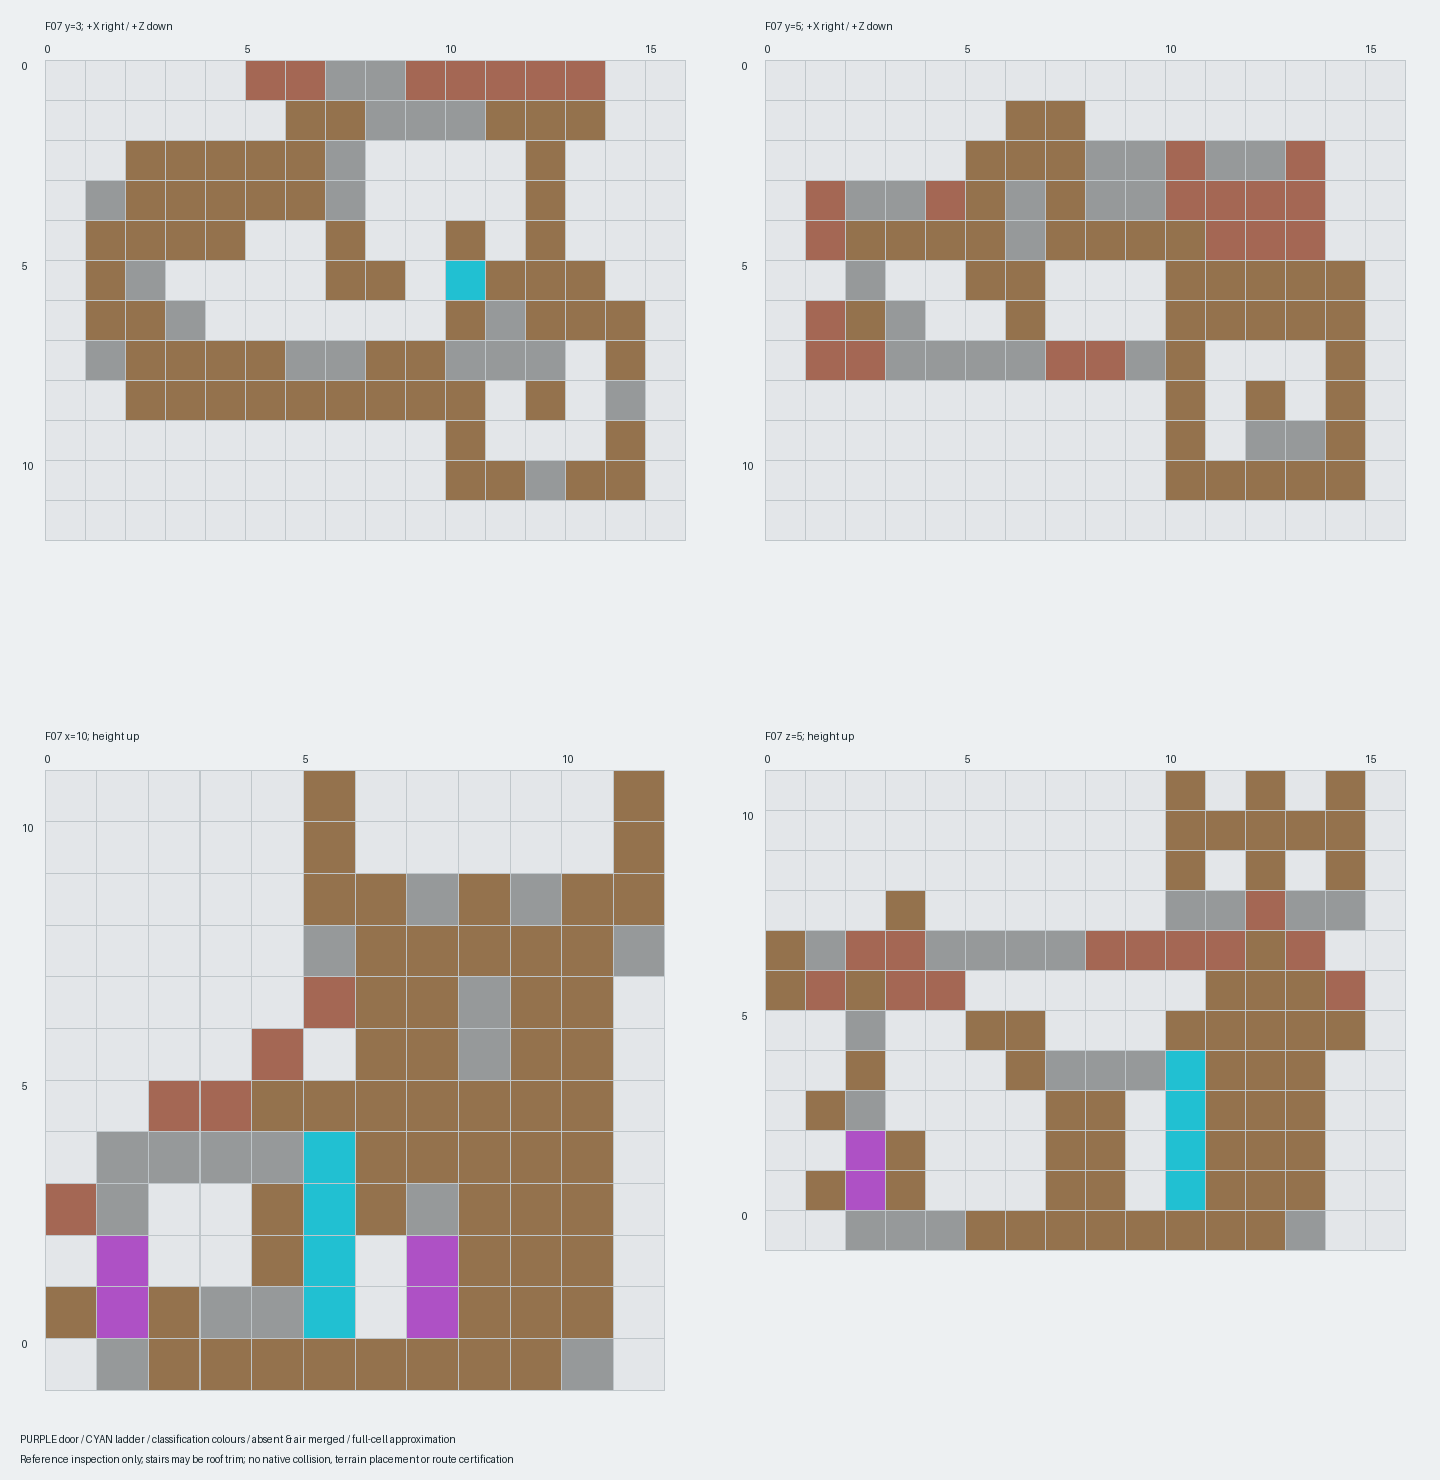 F07 y=3; +X right / +Z down
0 5 10 15
0
5
10
F07 y=5; +X right / +Z down
0 5 10 15
0
5
10
F07 x=10; height up
0 5 10
10
5
0
F07 z=5; height up
0 5 10 15
10
5
0
PURPLE door / CYAN ladder / classification colours / absent & air merged / full-cell approximation
Reference inspection only; stairs may be roof trim; no native collision, terrain placement or route certification